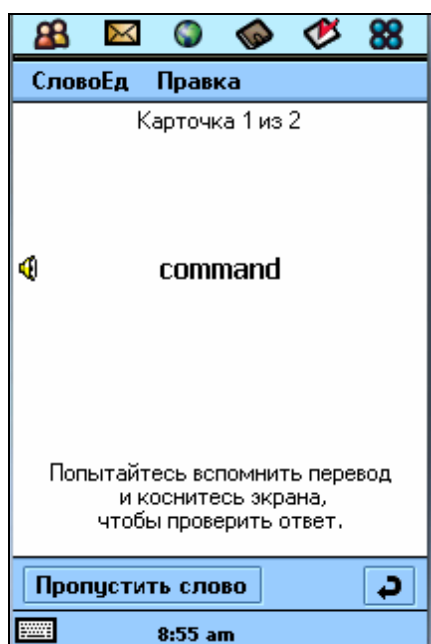 СловоЕд Правка
Карточка 1 из 2
command
Попытайтесь вспомнить перевод
и коснитесь экрана,
чтобы проверить ответ.
Пропустить слово
8:55 am